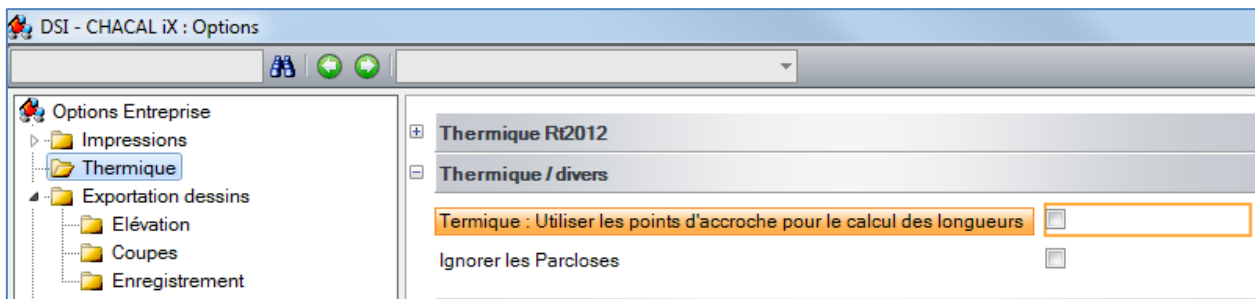 DSI - CHACAL iX : Options
Options Entreprise
Impressions
Thermique
Exportation dessins
Elévation
Coupes
Enregistrement
Thermique Rt2012
Thermique / divers
Termique : Utiliser les points d'accroche pour le calcul des longueurs
Ignorer les Parcloses